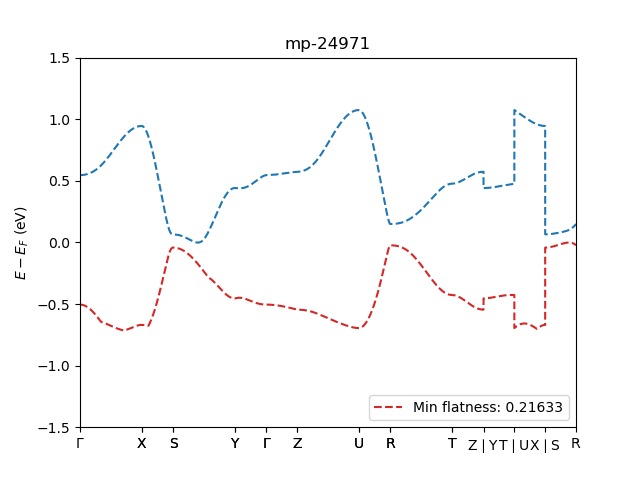 mp-24971
1.5
1.0
0.5
0.0
−0.5
−1.0
−1.5
E − E_F (eV)
Min flatness: 0.21633
Γ X S Y Γ Z U R T Z | Y T | U X | S R